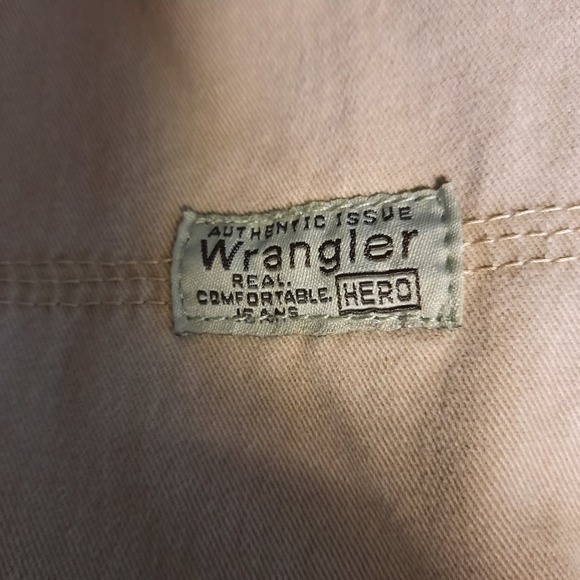 AUTHENTIC ISSUE
Wrangler
REAL.
COMFORTABLE. HERO
JEANS